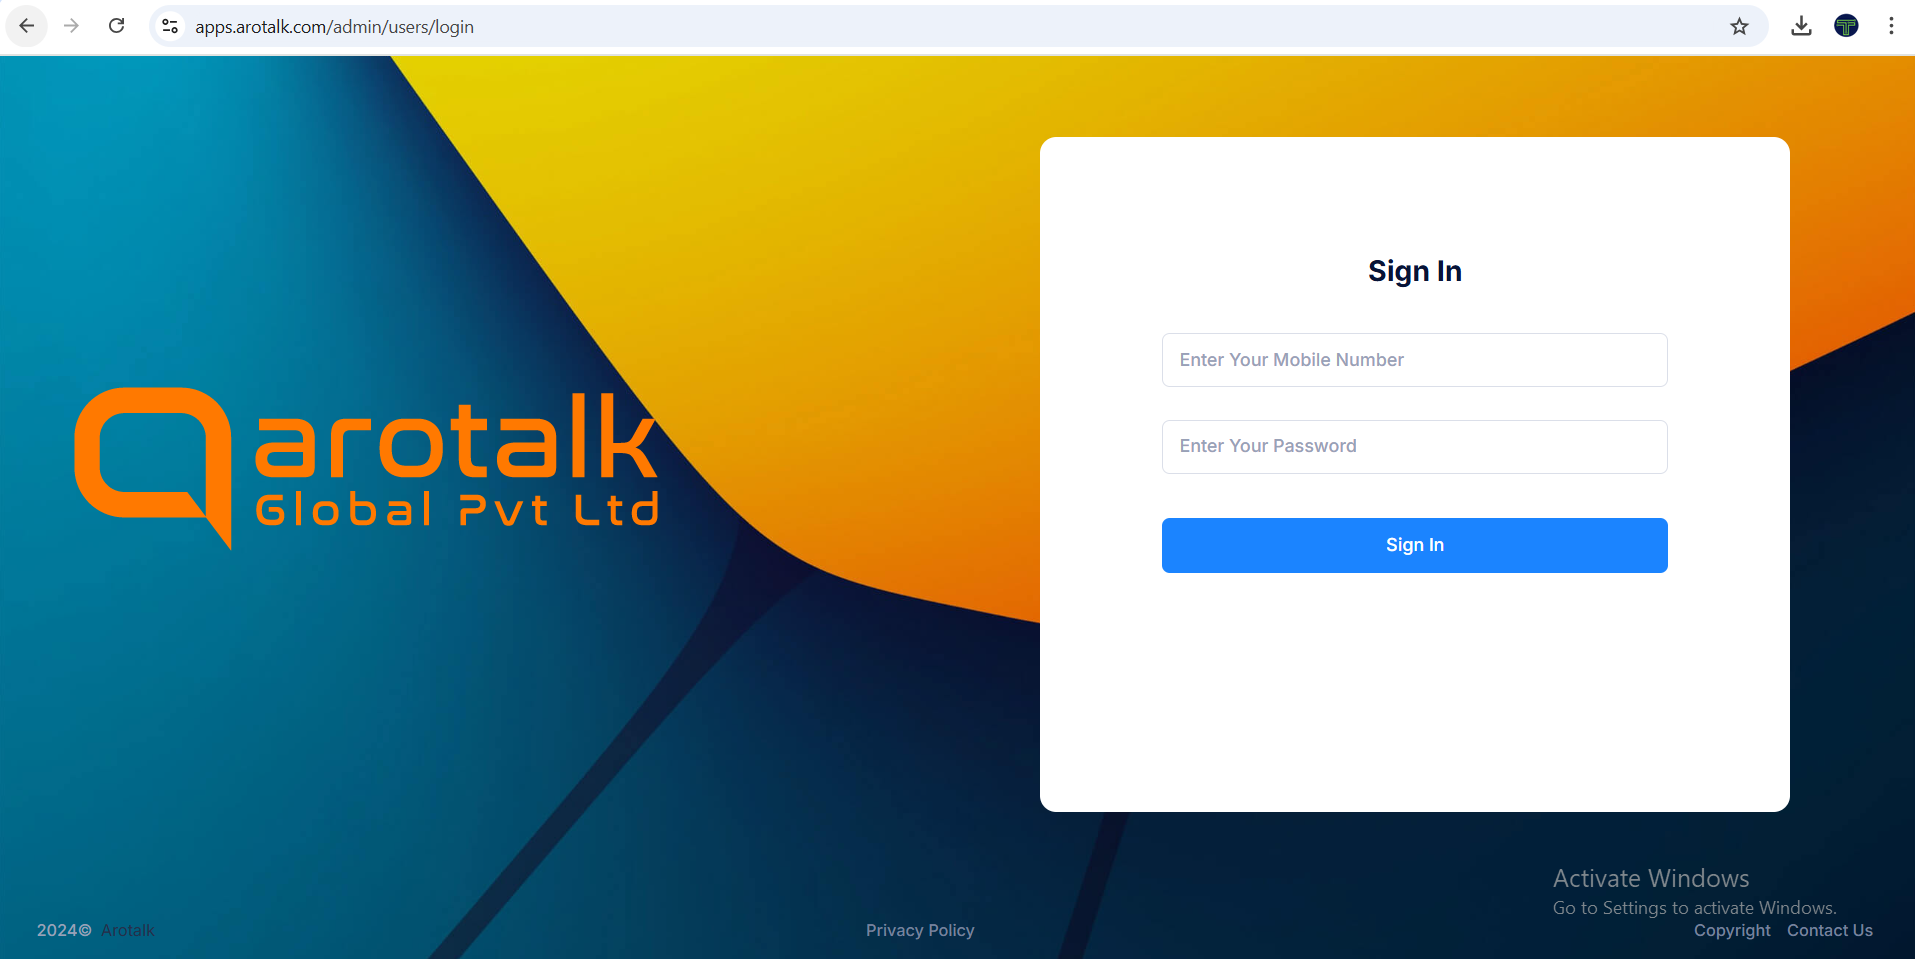 apps.arotalk.com/admin/users/login
Sign In
Enter Your Mobile Number
Enter Your Password
Sign In
arotalk
Global Pvt Ltd
Activate Windows
Go to Settings to activate Windows.
2024© Arotalk
Privacy Policy
Copyright Contact Us